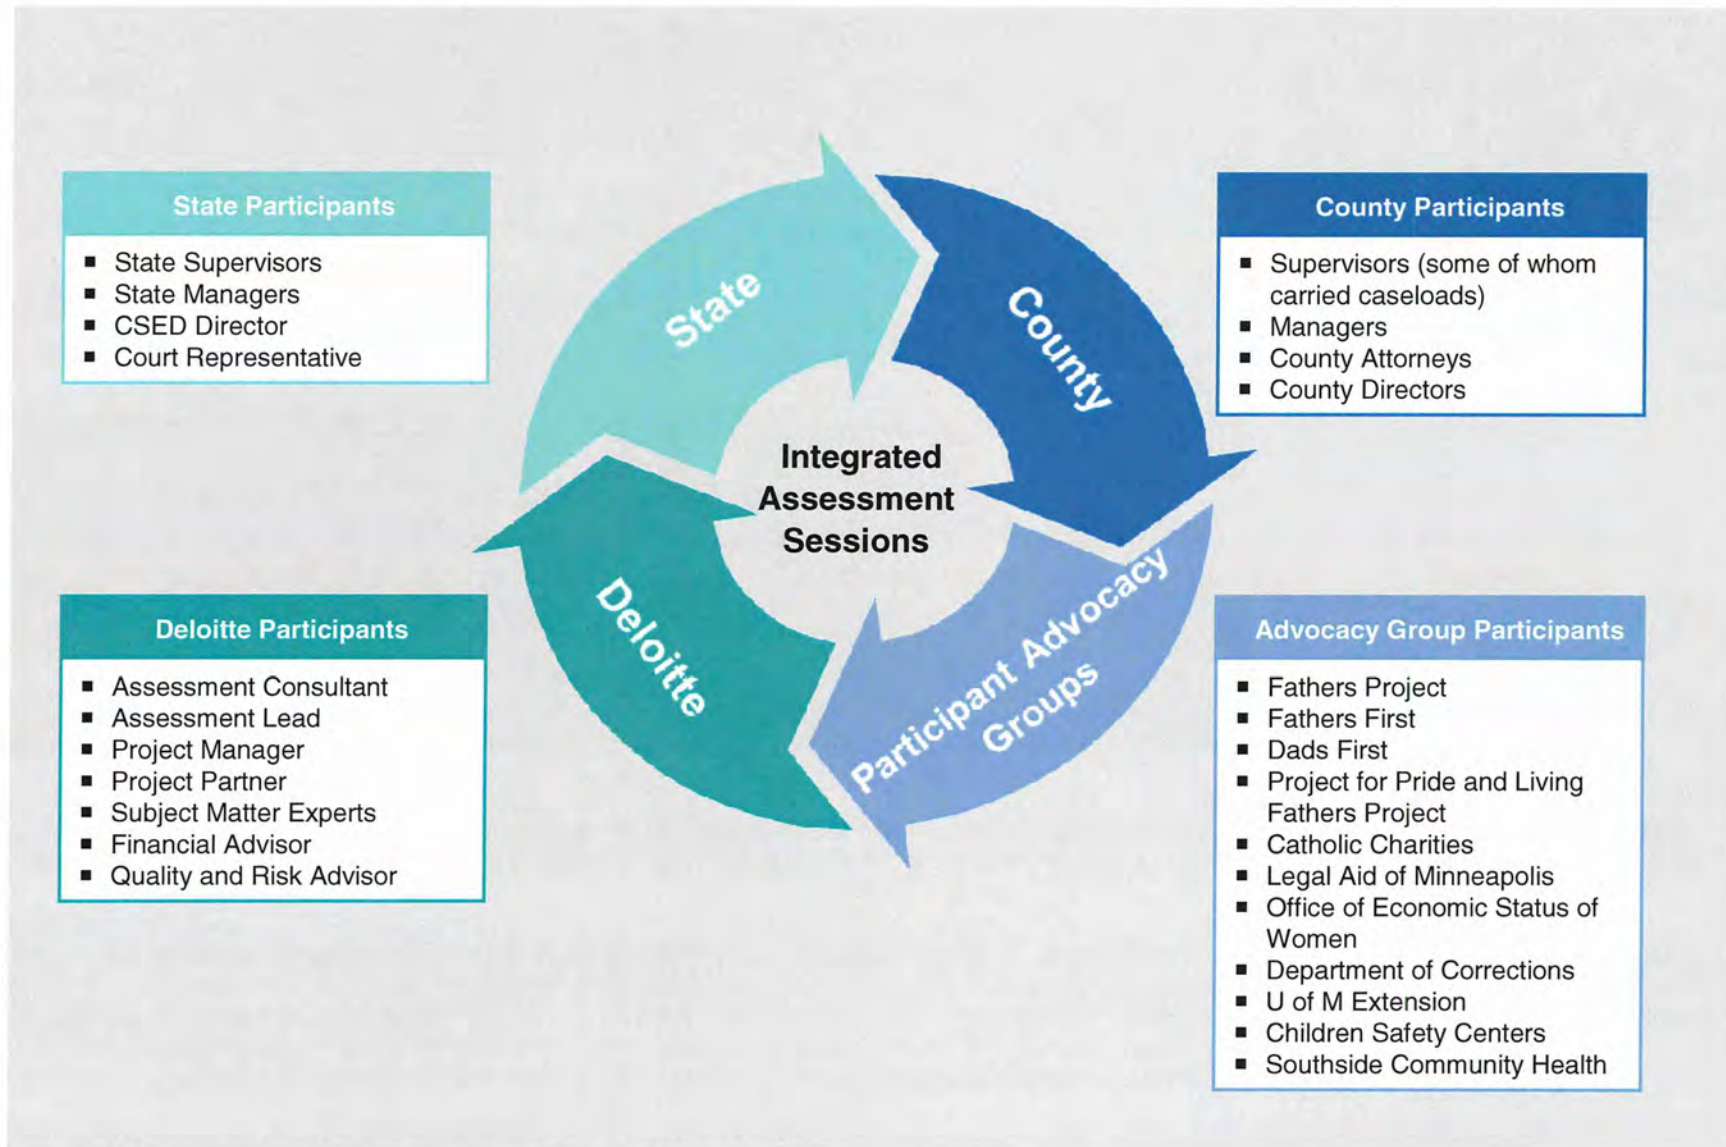 State Participants
▪ State Supervisors
▪ State Managers
▪ CSED Director
▪ Court Representative
County Participants
▪ Supervisors (some of whom
carried caseloads)
▪ Managers
▪ County Attorneys
▪ County Directors
State
County
Integrated
Assessment
Sessions
Deloitte
Participant Advocacy
Groups
Deloitte Participants
▪ Assessment Consultant
▪ Assessment Lead
▪ Project Manager
▪ Project Partner
▪ Subject Matter Experts
▪ Financial Advisor
▪ Quality and Risk Advisor
Advocacy Group Participants
▪ Fathers Project
▪ Fathers First
▪ Dads First
▪ Project for Pride and Living
Fathers Project
▪ Catholic Charities
▪ Legal Aid of Minneapolis
▪ Office of Economic Status of
Women
▪ Department of Corrections
▪ U of M Extension
▪ Children Safety Centers
▪ Southside Community Health